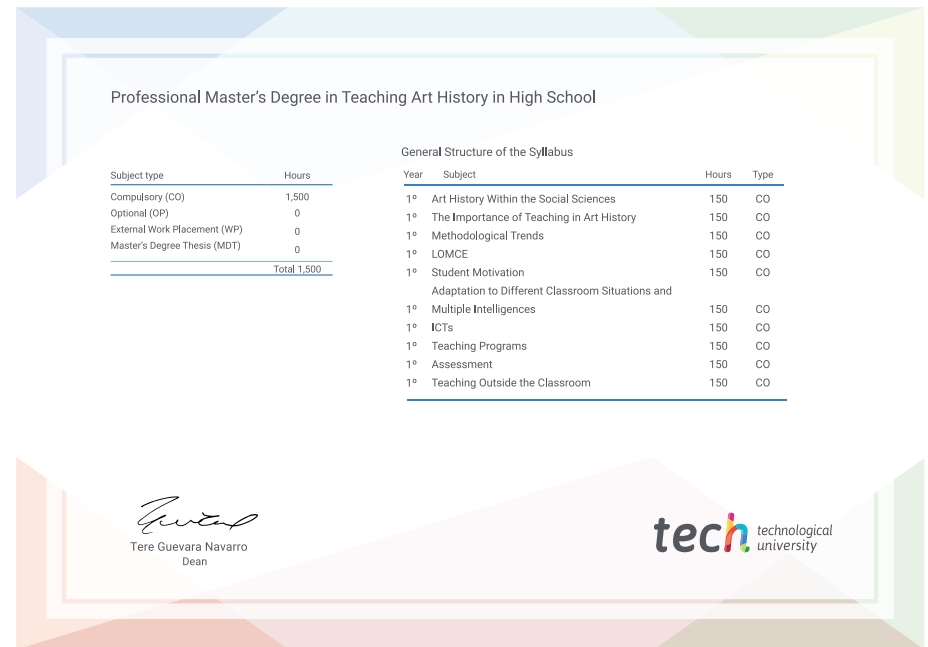 Professional Master's Degree in Teaching Art History in High School
Subject type Hours
Compulsory (CO) 1,500
Optional (OP) 0
External Work Placement (WP) 0
Master's Degree Thesis (MDT) 0
Total 1,500
General Structure of the Syllabus
Year Subject Hours Type
1º Art History Within the Social Sciences 150 CO
1º The Importance of Teaching in Art History 150 CO
1º Methodological Trends 150 CO
1º LOMCE 150 CO
1º Student Motivation 150 CO
Adaptation to Different Classroom Situations and
1º Multiple Intelligences 150 CO
1º ICTs 150 CO
1º Teaching Programs 150 CO
1º Assessment 150 CO
1º Teaching Outside the Classroom 150 CO
Tere Guevara Navarro
Dean
tech technological
university